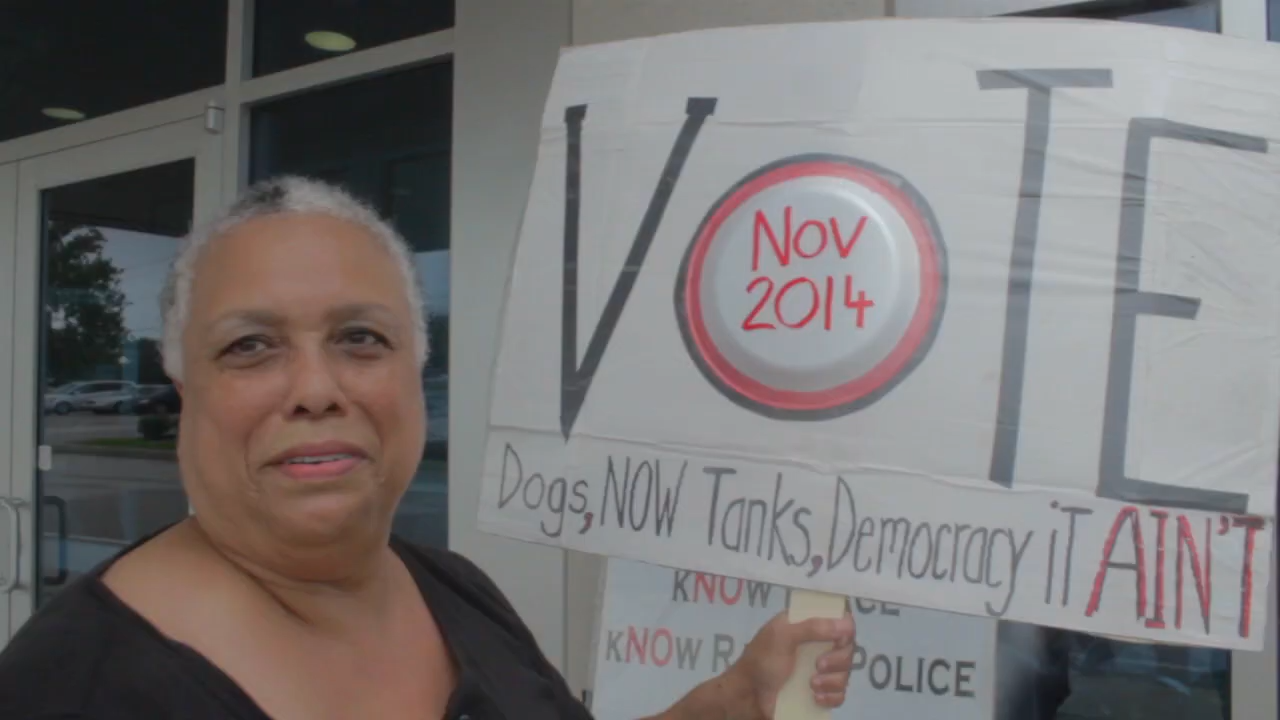 VOTE
Nov
2014
Dogs, NOW Tanks, Democracy iT AIN'T
KNOW
KNOW
POLICE